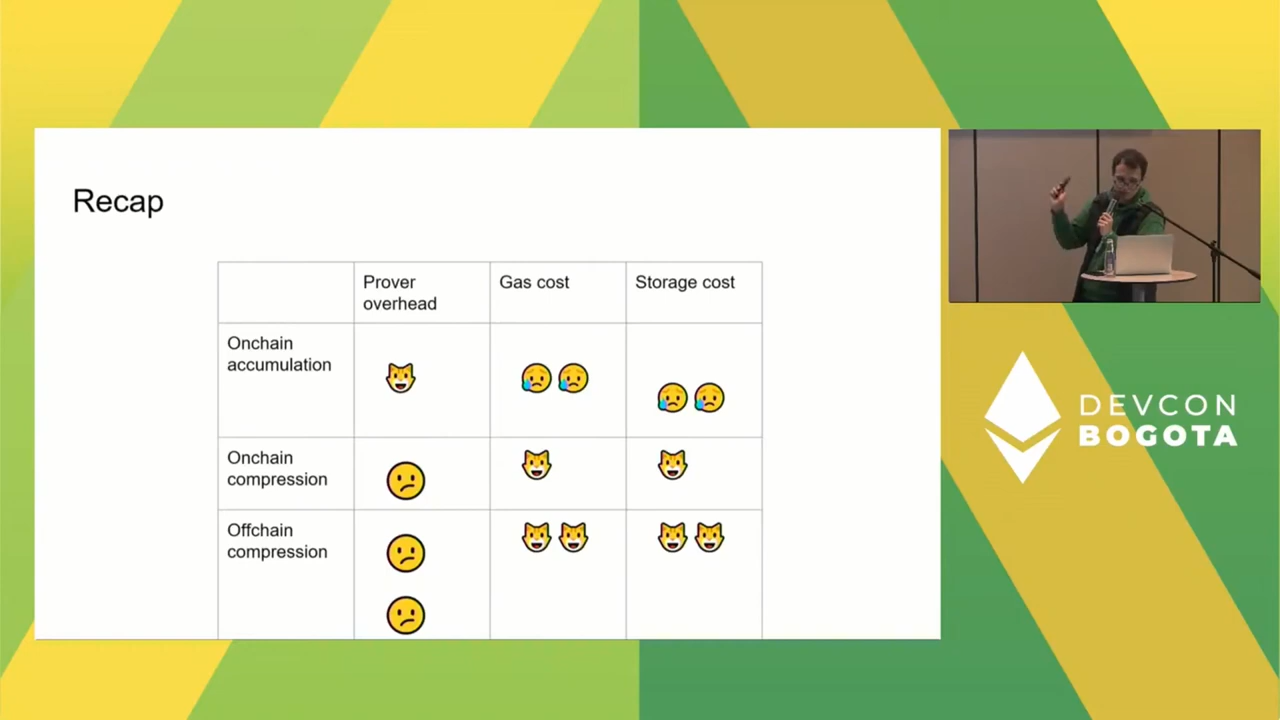 Recap
Prover
overhead
Gas cost
Storage cost
Onchain
accumulation
Onchain
compression
Offchain
compression
DEVCON
BOGOTA